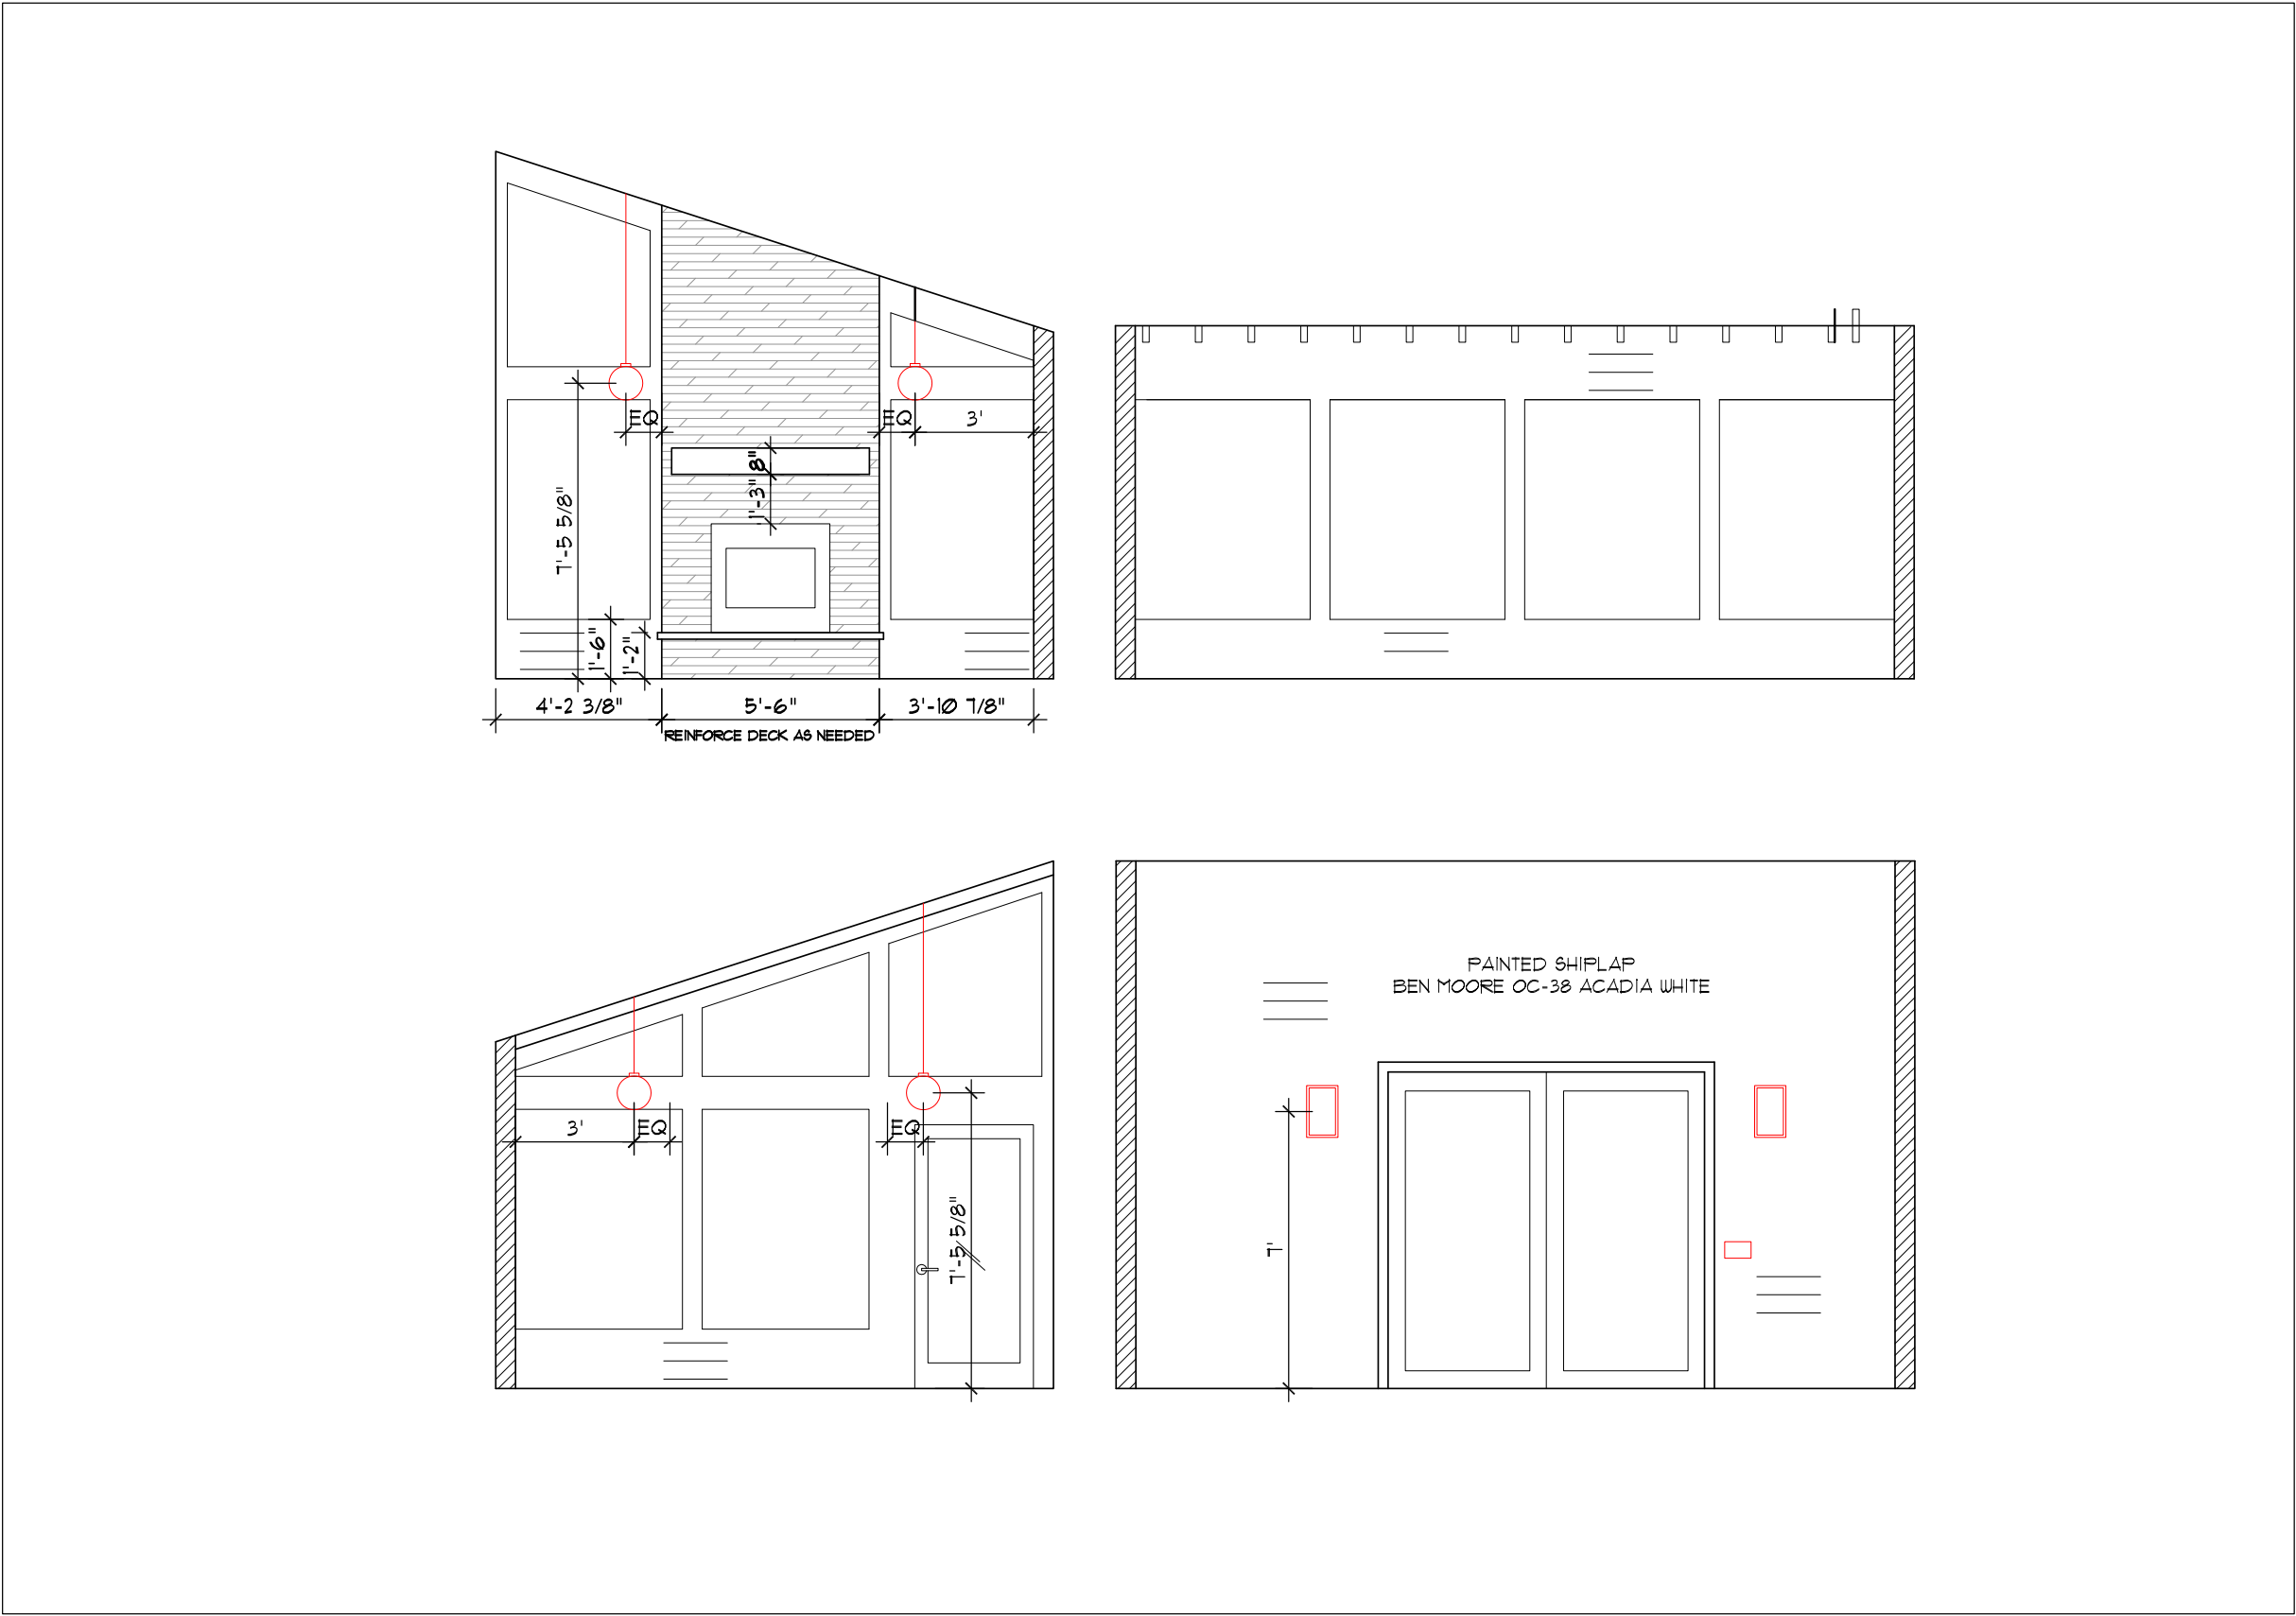 EQ
EQ
3'
8"
1'-3"
7'-5 5/8"
1'-6"
1'-2"
4'-2 3/8"
5'-6"
3'-10 7/8"
REINFORCE DECK AS NEEDED
PAINTED SHIPLAP
BEN MOORE OC-38 ACADIA WHITE
3'
EQ
EQ
7'-5 5/8"
7'